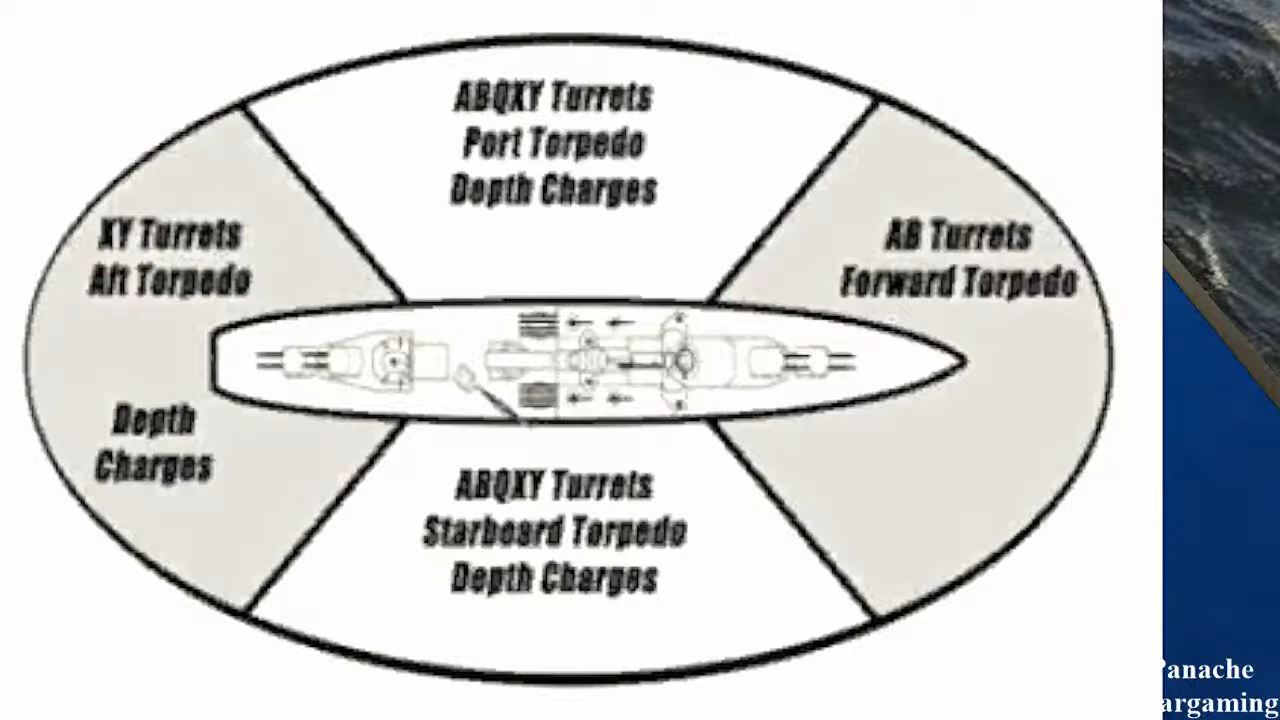 ABQXY Turrets
Port Torpedo
Depth Charges
XY Turrets
Aft Torpedo
AB Turrets
Forward Torpedo
Depth
Charges
ABQXY Turrets
Starboard Torpedo
Depth Charges
Panache
argaming